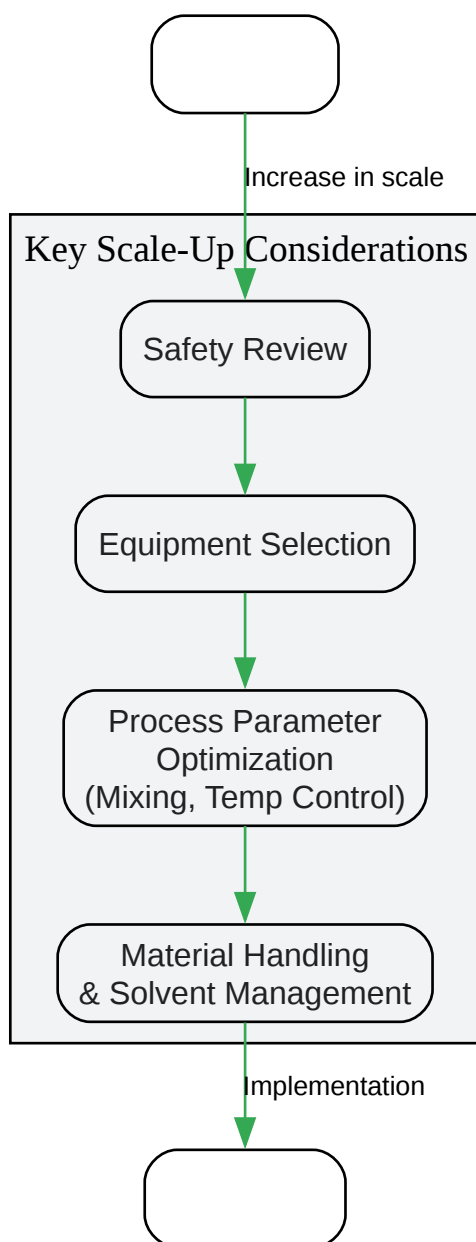 Increase in scale
Key Scale-Up Considerations
Safety Review
Equipment Selection
Process Parameter
Optimization
(Mixing, Temp Control)
Material Handling
& Solvent Management
Implementation